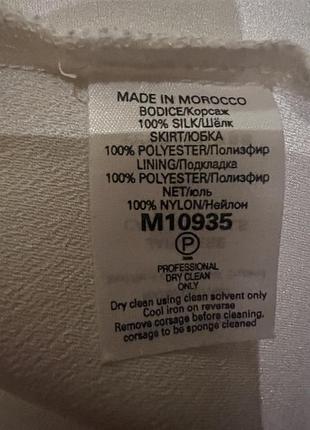 MADE IN MOROCCO
BODICE/Корсаж
100% SILK/Шёлк
SKIRT/ЮБКА
100% POLYESTER/Полиэфир
LINING/Подкладка
100% POLYESTER/Полиэфир
NET/юль
100% NYLON/Нейлон
M10935
P
PROFESSIONAL
DRY CLEAN
ONLY
Dry clean using clean solvent only
Cool iron on reverse
Remove corsage before cleaning
corsage to be sponge cleaned